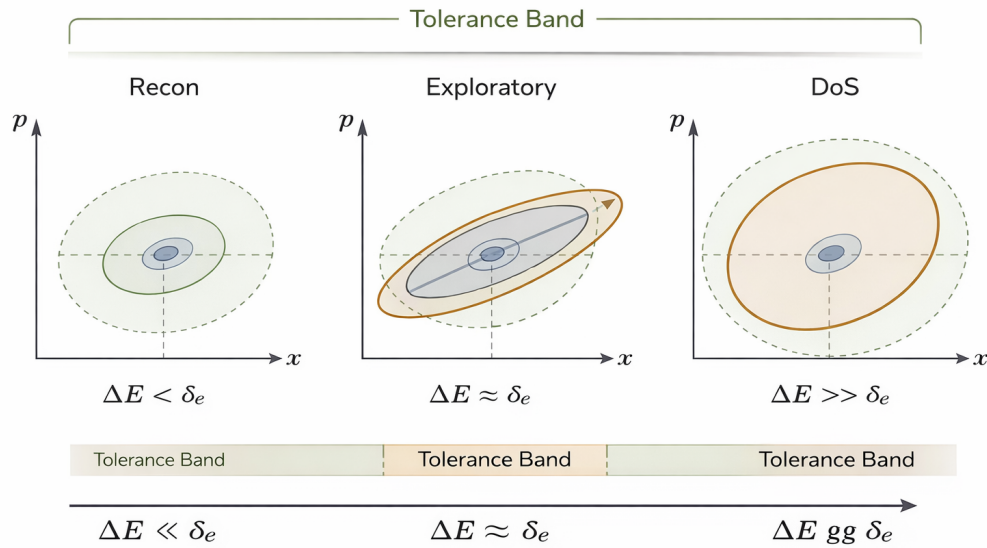 Tolerance Band
Recon Exploratory DoS
p p p
x x x
ΔE < δₑ ΔE ≈ δₑ ΔE >> δₑ
Tolerance Band Tolerance Band Tolerance Band
ΔE ≪ δₑ ΔE ≈ δₑ ΔE gg δₑ